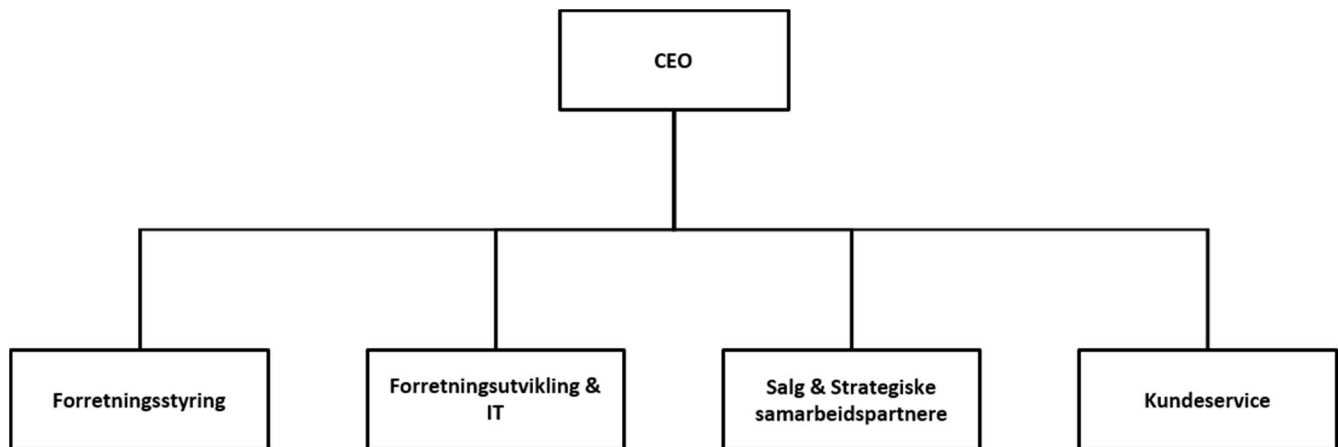 CEO
Forretningsstyring
Forretningsutvikling &
IT
Salg & Strategiske
samarbeidspartnere
Kundeservice